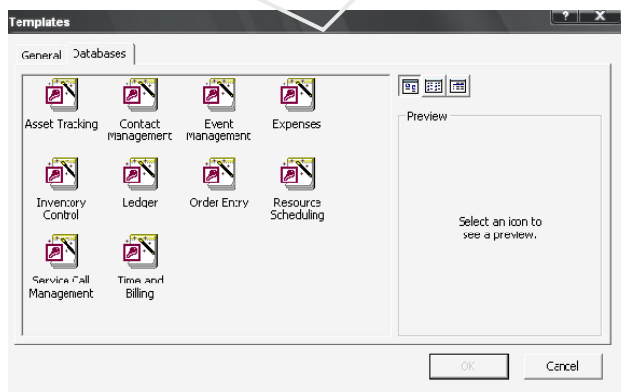 Templates
? X
General Databases
Asset Tracking Contact Management Event Management Expenses
Preview
Inventory Control Ledger Order Entry Resource Scheduling
Select an icon to
see a preview.
Service Call Management Time and Billing
OK Cancel